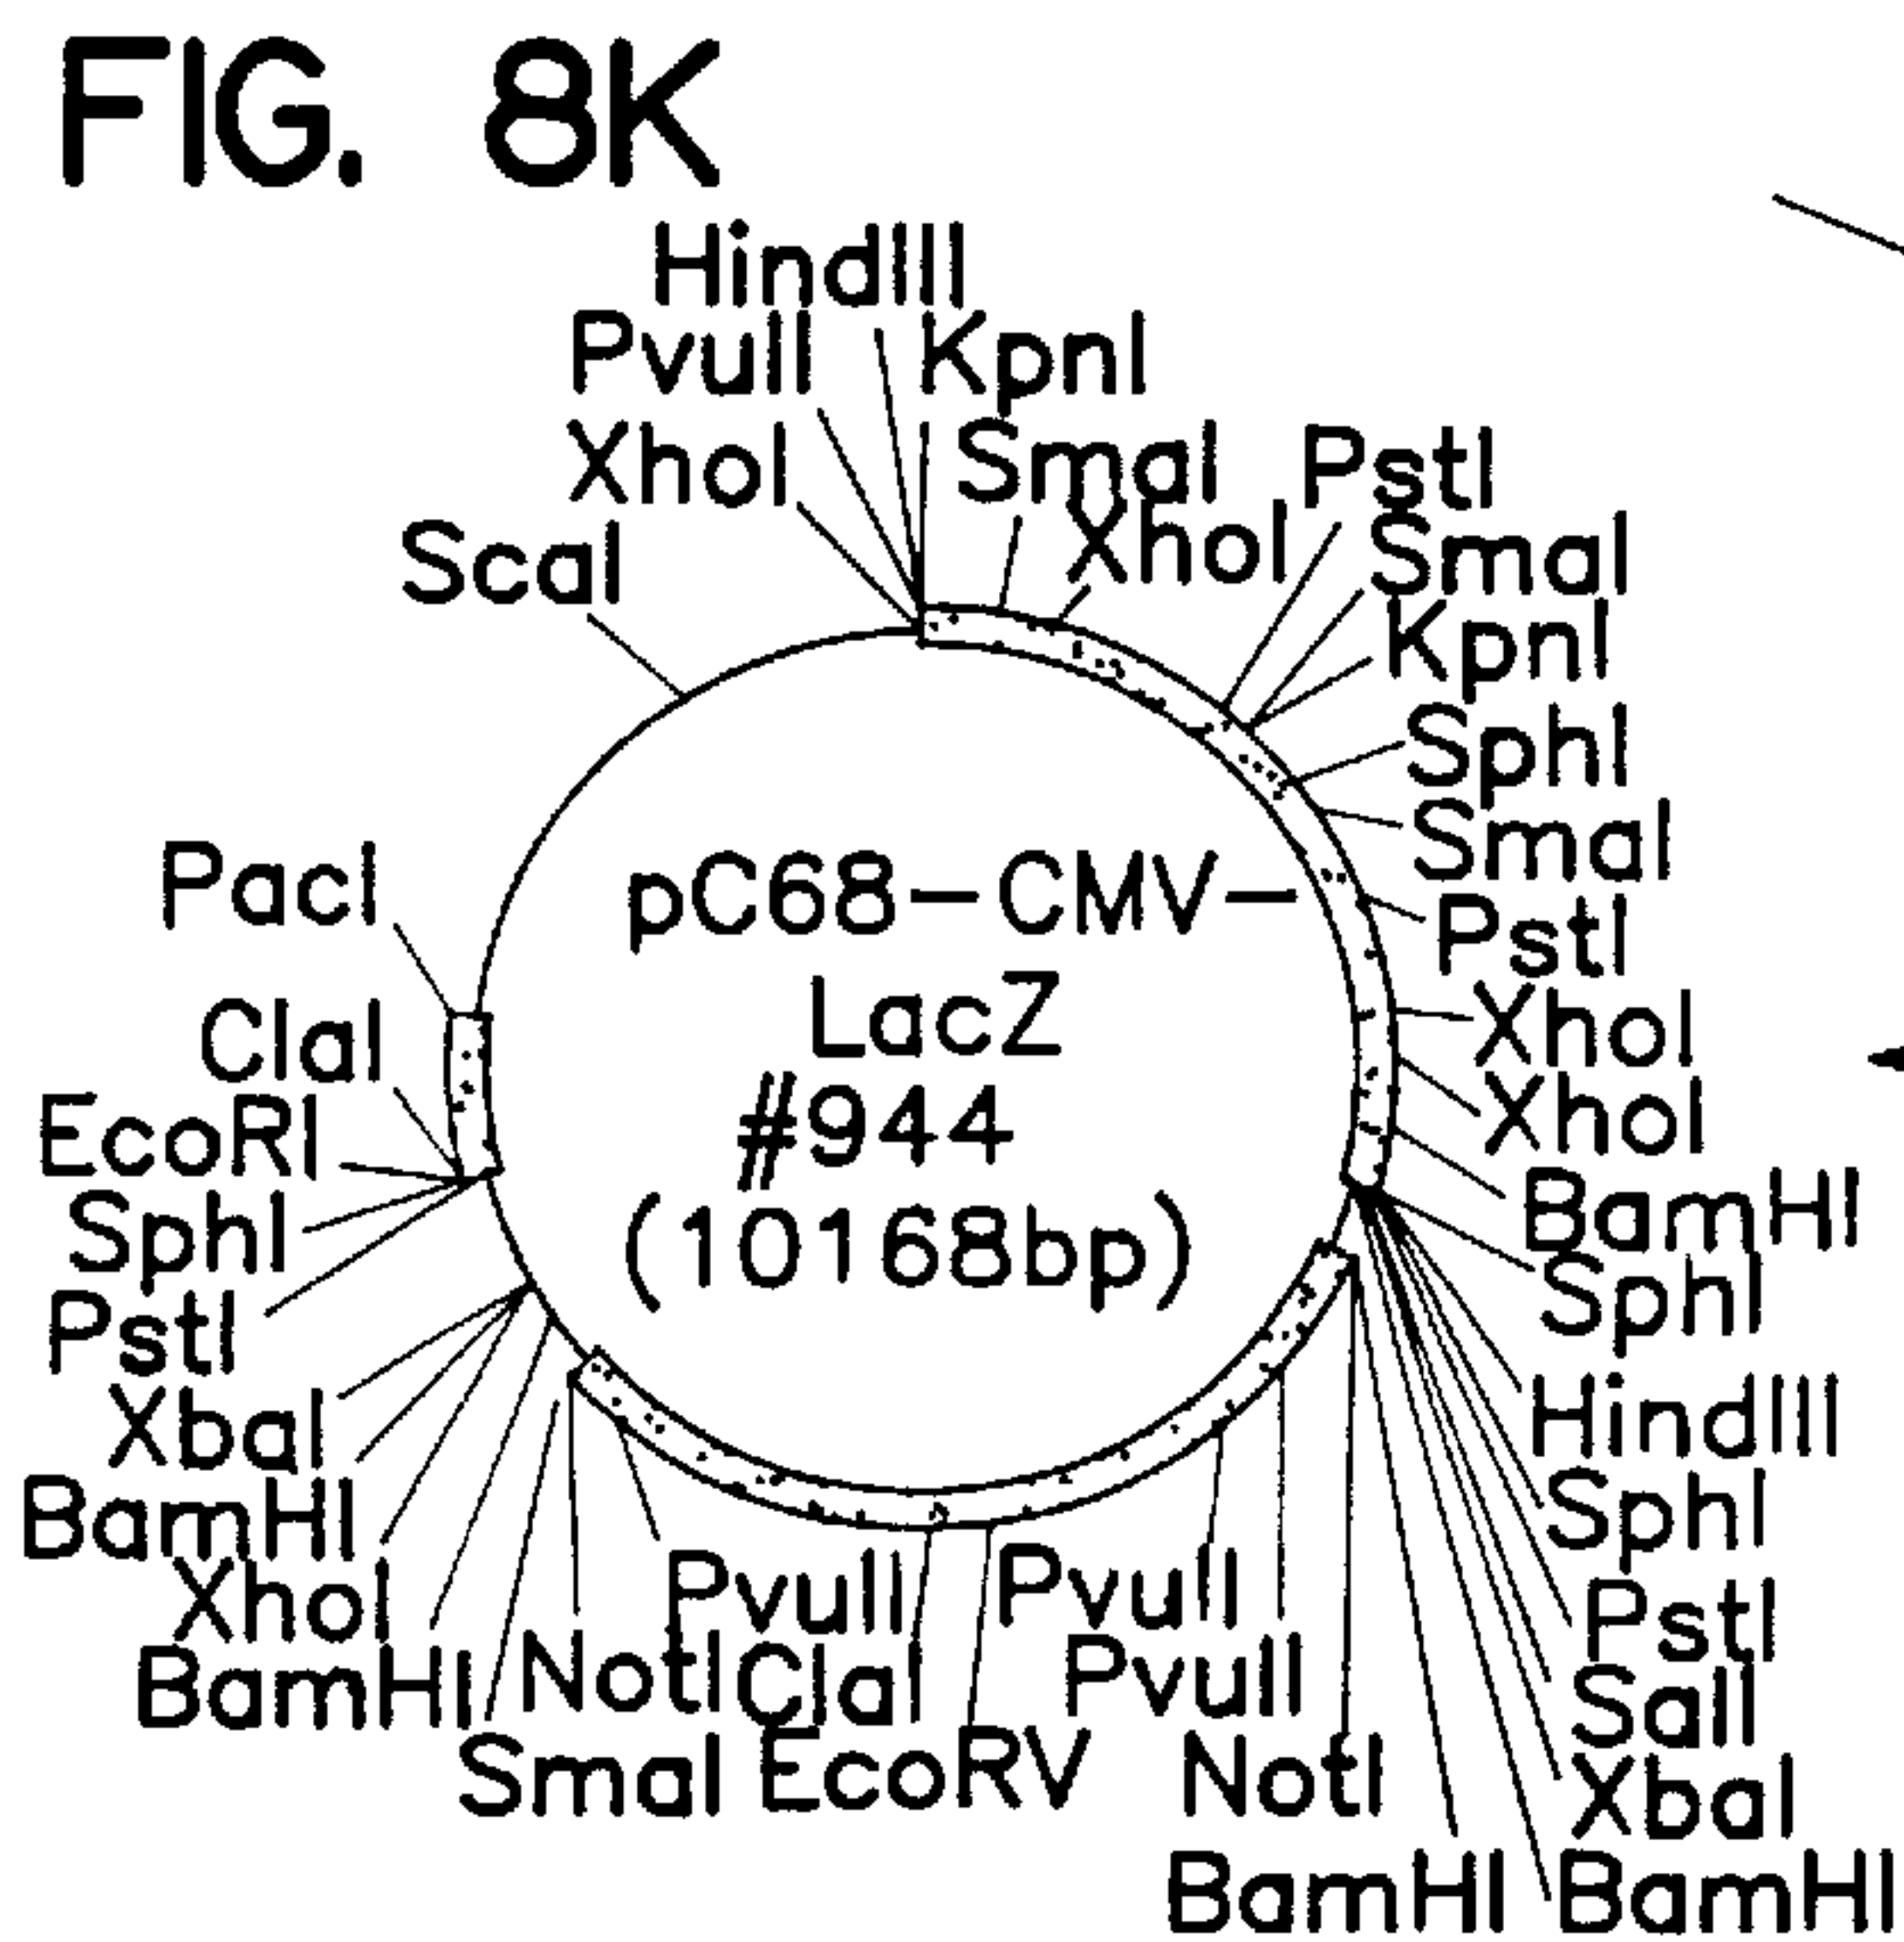 FIG. 8K
HindIII
PvuII
KpnI
XhoI
SmaI
PstI
ScaI
XhoI
SmaI
KpnI
SphI
SmaI
PacI
pC68-CMV-
PstI
LacZ
ClaI
XhoI
EcoRI
#944
XhoI
SphI
(10168bp)
BamHI
SphI
PstI
XbaI
HindIII
BamHI
SphI
XhoI
PvuII
PvuII
PstI
BamHI
NotI
ClaI
PvuII
SalI
SmaI
EcoRV
NotI
XbaI
BamHI
BamHI